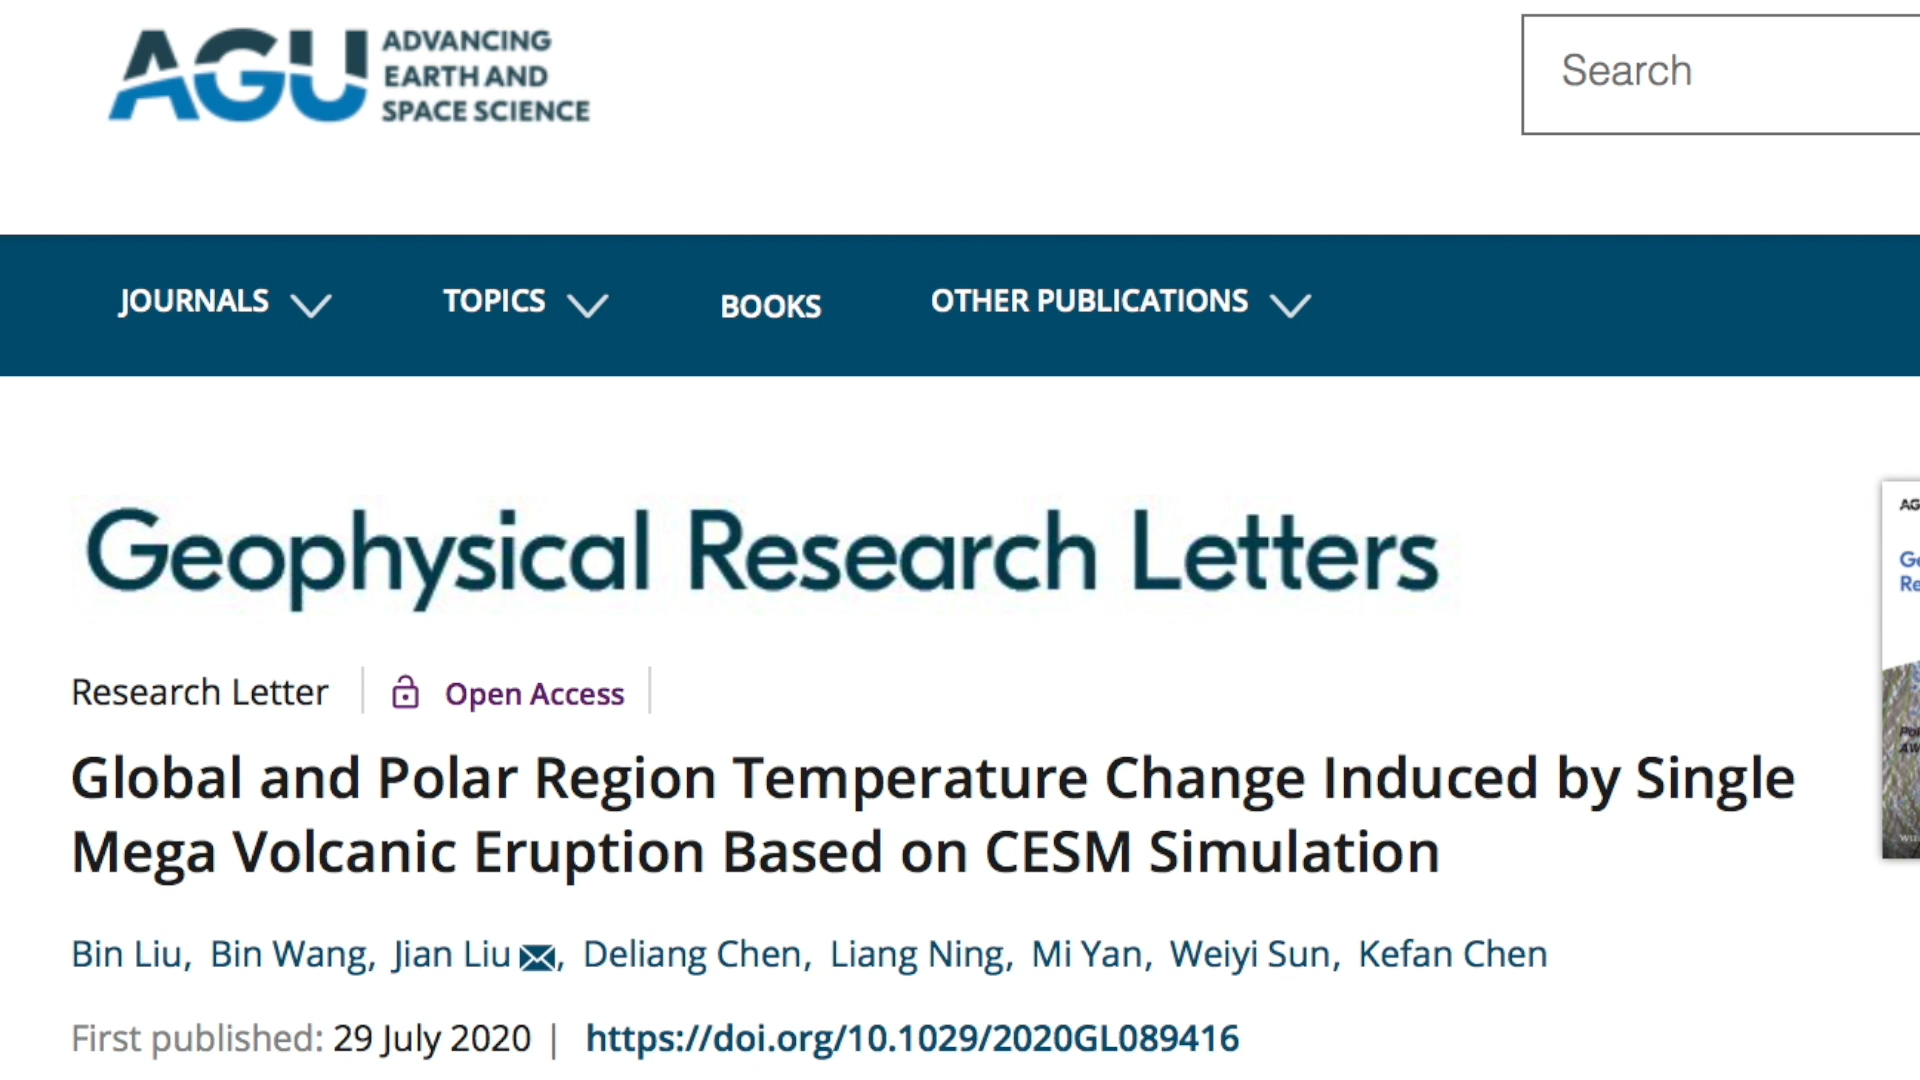 AGU
ADVANCING
EARTH AND
SPACE SCIENCE
Search
JOURNALS TOPICS BOOKS OTHER PUBLICATIONS
Geophysical Research Letters
Research Letter Open Access
Global and Polar Region Temperature Change Induced by Single
Mega Volcanic Eruption Based on CESM Simulation
Bin Liu, Bin Wang, Jian Liu, Deliang Chen, Liang Ning, Mi Yan, Weiyi Sun, Kefan Chen
First published: 29 July 2020 | https://doi.org/10.1029/2020GL089416